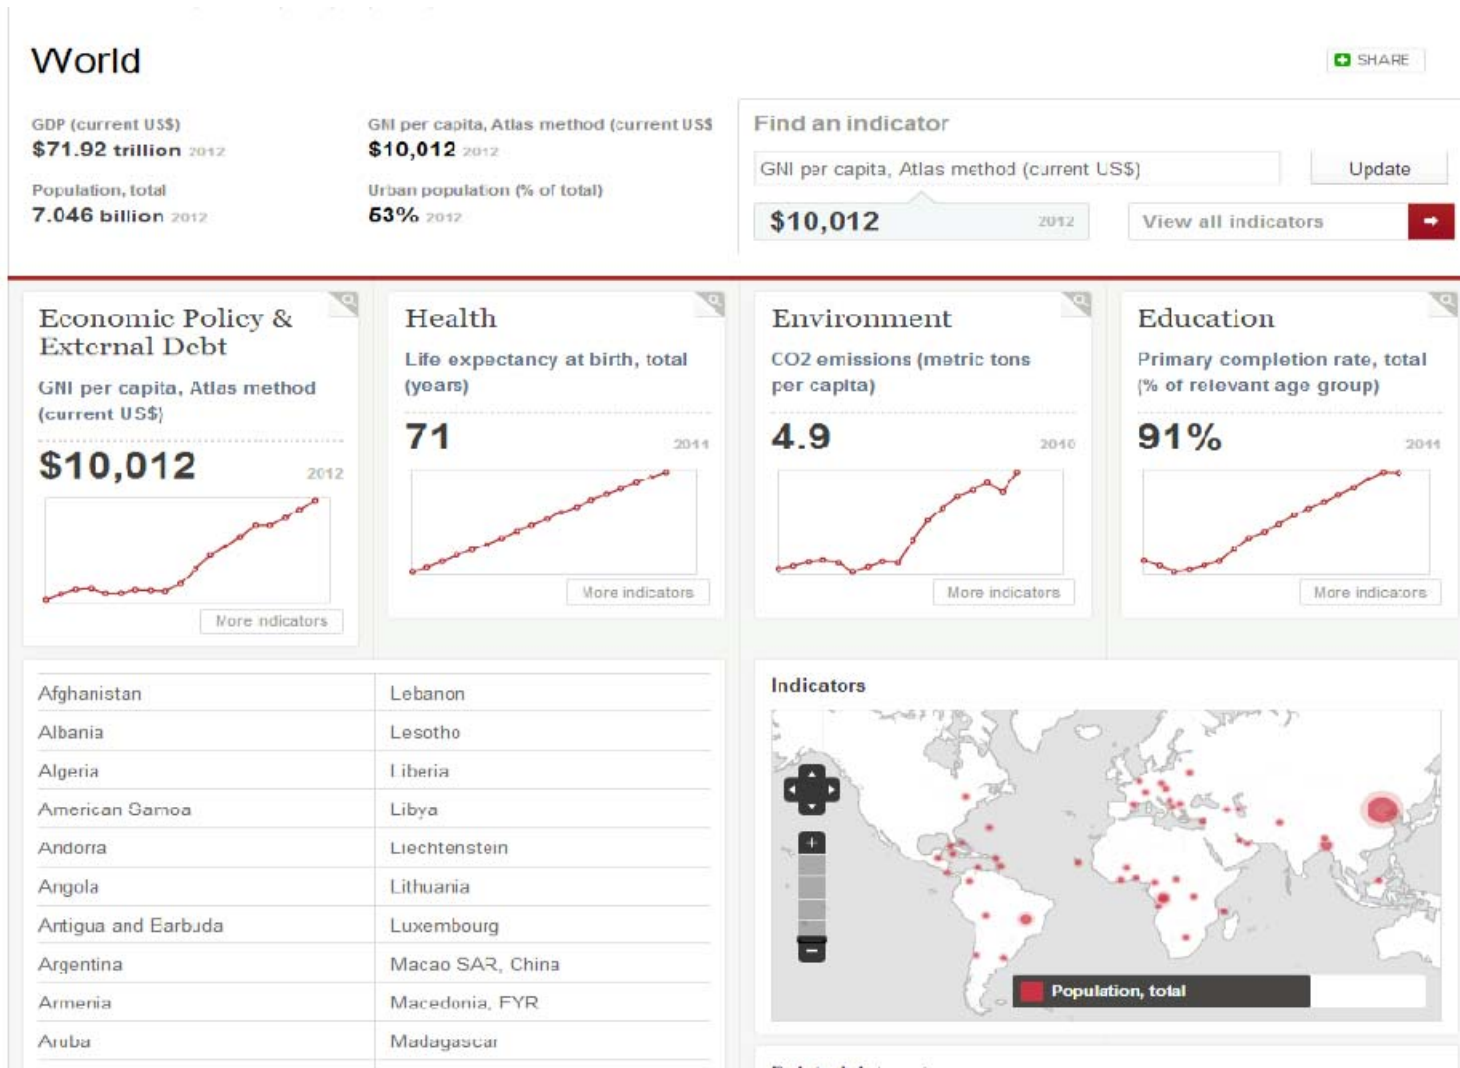 World
SHARE
GDP (current US$)
$71.92 trillion 2012
GNI per capita, Atlas method (current US$
$10,012 2012
Population, total
7.046 billion 2012
Urban population (% of total)
53% 2012
Find an indicator
GNI per capita, Atlas method (current US$)
Update
$10,012 2012
View all indicators
Economic Policy &
External Debt
GNI per capita, Atlas method
(current US$)
$10,012 2012
More indicators
Health
Life expectancy at birth, total
(years)
71 2011
More indicators
Environment
CO2 emissions (metric tons
per capita)
4.9 2010
More indicators
Education
Primary completion rate, total
(% of relevant age group)
91% 2011
More indicators
Afghanistan
Albania
Algeria
American Samoa
Andorra
Angola
Antigua and Barbuda
Argentina
Armenia
Aruba
Lebanon
Lesotho
Liberia
Libya
Liechtenstein
Lithuania
Luxembourg
Macao SAR, China
Macedonia, FYR
Madagascar
Indicators
Population, total